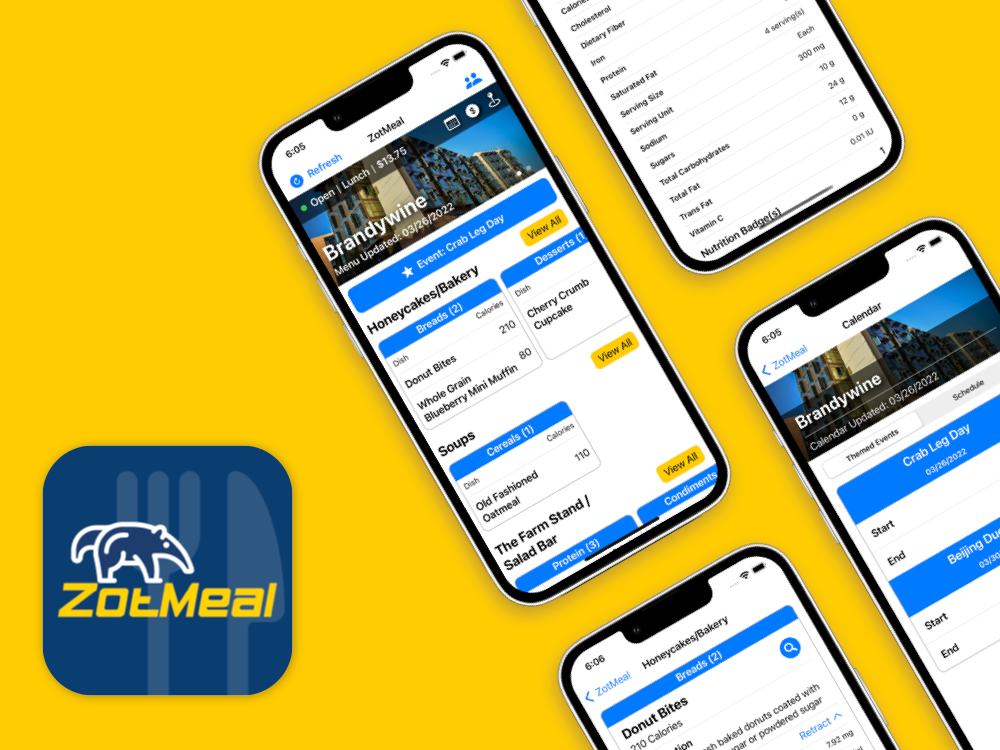 6:05
ZotMeal
Refresh
Open | Lunch | $13.75
Brandywine
Menu Updated: 03/26/2022
Event: Crab Leg Day
Honeycakes/Bakery
View All
Breads (2)
Desserts (1
Dish
Calories
Donut Bites
210
Whole Grain
Blueberry Mini Muffin
80
Dish
Cherry Crumb
Cupcake
Soups
View All
Cereals (1)
Dish
Calories
Old Fashioned
Oatmeal
110
The Farm Stand /
Salad Bar
View All
Protein (3)
Condiments
Cholesterol
Dietary Fiber
Iron
Protein
Saturated Fat
4 serving(s)
Serving Size
Each
Serving Unit
300 mg
Sodium
10 g
Sugars
24 g
Total Carbohydrates
12 g
Total Fat
0 g
Trans Fat
0.01 IU
Vitamin C
1
Nutrition Badge(s)
6:05
Calendar
ZotMeal
Brandywine
Calendar Updated: 03/26/2022
Themed Events
Schedule
Crab Leg Day
03/26/2022
Start
End
Beijing Du
03/30
Start
End
6:06
Honeycakes/Bakery
ZotMeal
Breads (2)
Donut Bites
210 Calories
sh baked donuts coated with
ugar or powdered sugar
Retract
7.92 mg
ZotMeal